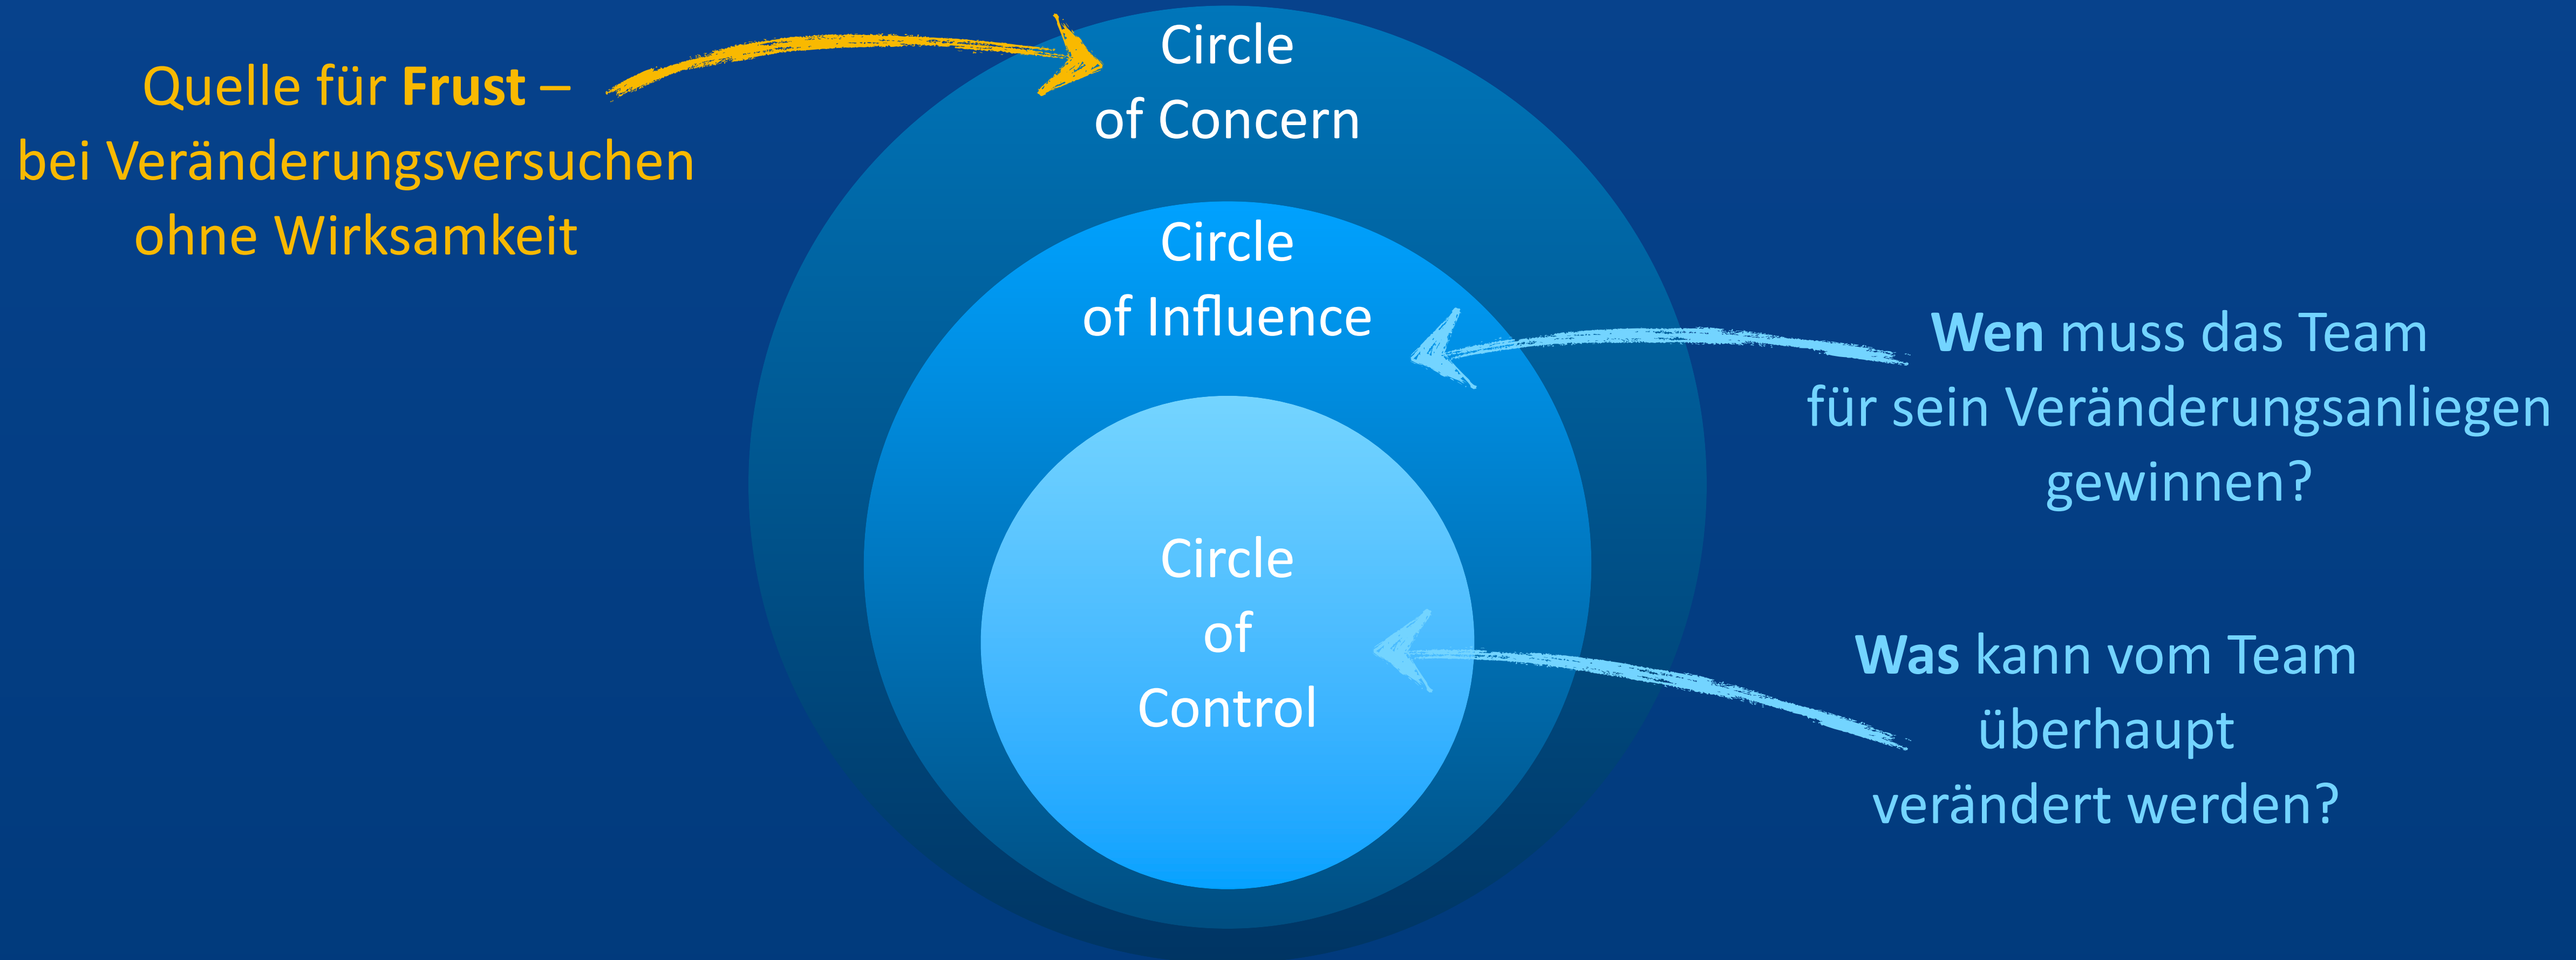 Quelle für Frust –
bei Veränderungsversuchen
ohne Wirksamkeit
Circle
of Concern
Circle
of Influence
Circle
of
Control
Wen muss das Team
für sein Veränderungsanliegen
gewinnen?
Was kann vom Team
überhaupt
verändert werden?